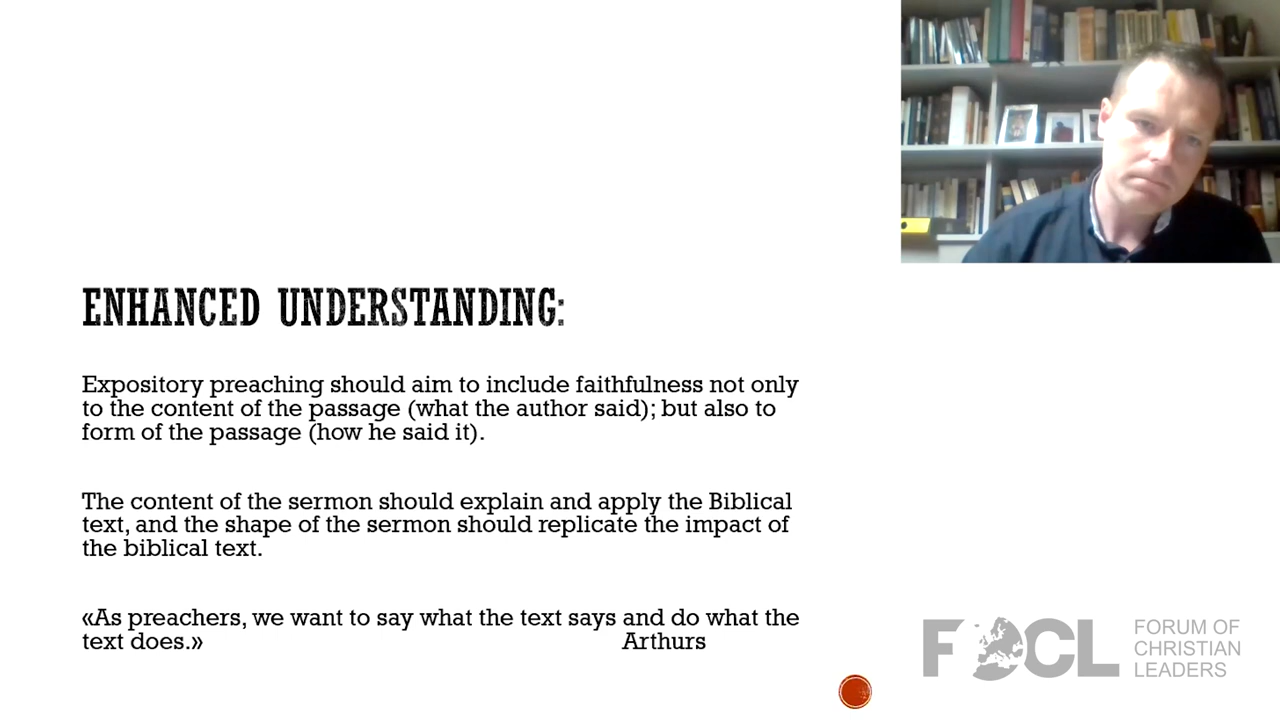 ENHANCED UNDERSTANDING:
Expository preaching should aim to include faithfulness not only
to the content of the passage (what the author said); but also to
form of the passage (how he said it).
The content of the sermon should explain and apply the Biblical
text, and the shape of the sermon should replicate the impact of
the biblical text.
«As preachers, we want to say what the text says and do what the
text does.» Arthurs
FOCL
FORUM OF
CHRISTIAN
LEADERS